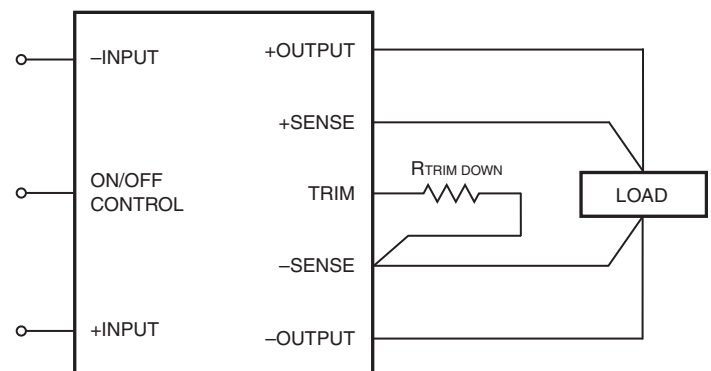 –INPUT
+OUTPUT
+SENSE
ON/OFF
CONTROL
TRIM
RTRIM DOWN
LOAD
–SENSE
+INPUT
–OUTPUT